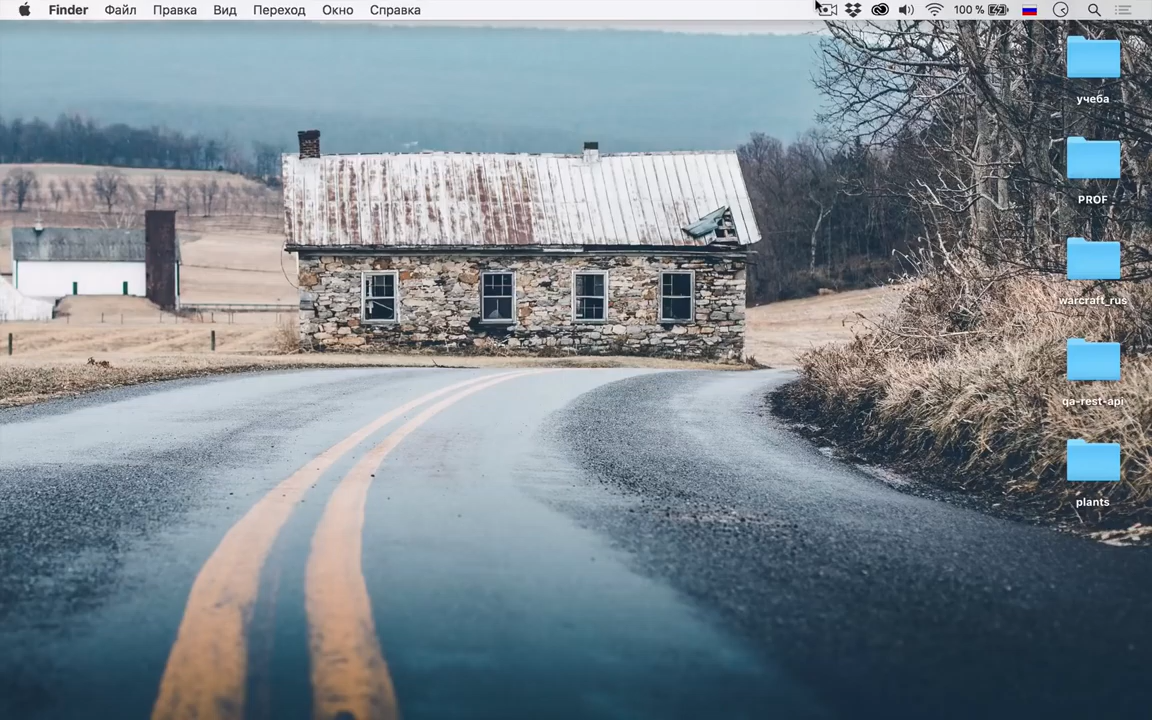 Finder Файл Правка Вид Переход Окно Справка 100 %
учеба
PROF
warcraft_rus
qa-rest-api
plants